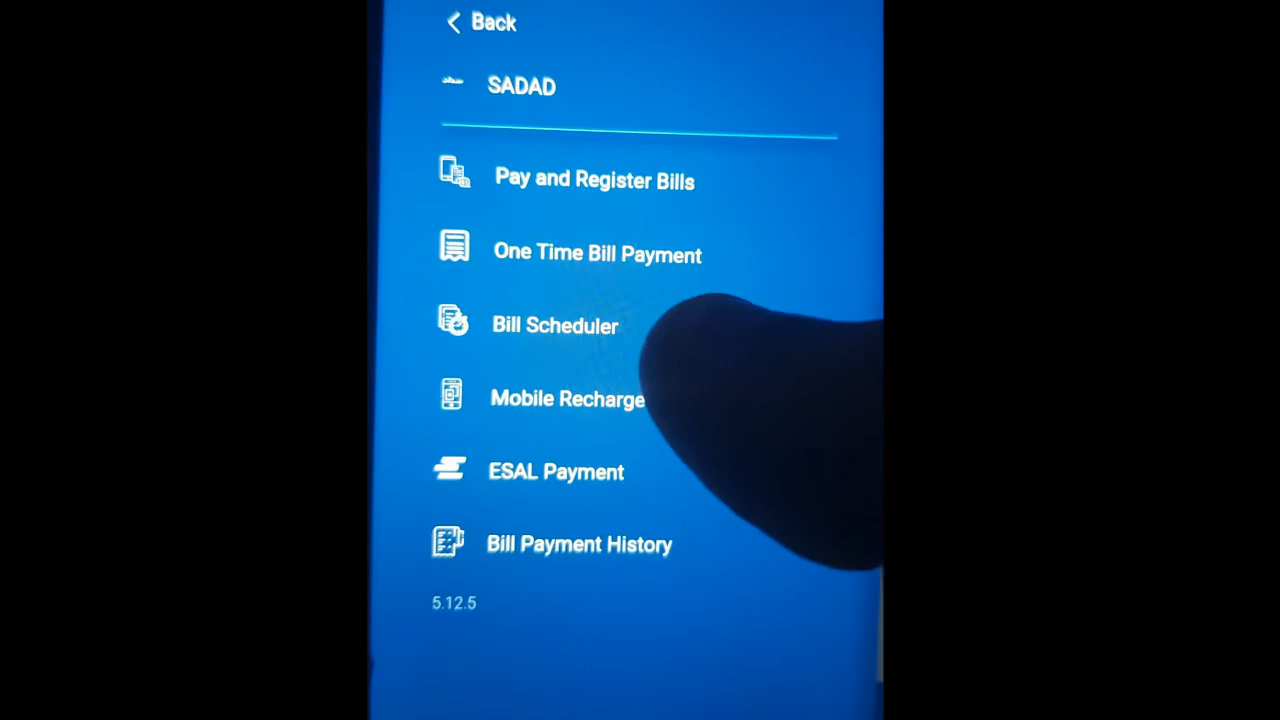 Back
SADAD
Pay and Register Bills
One Time Bill Payment
Bill Scheduler
Mobile Recharge
ESAL Payment
Bill Payment History
5.12.5